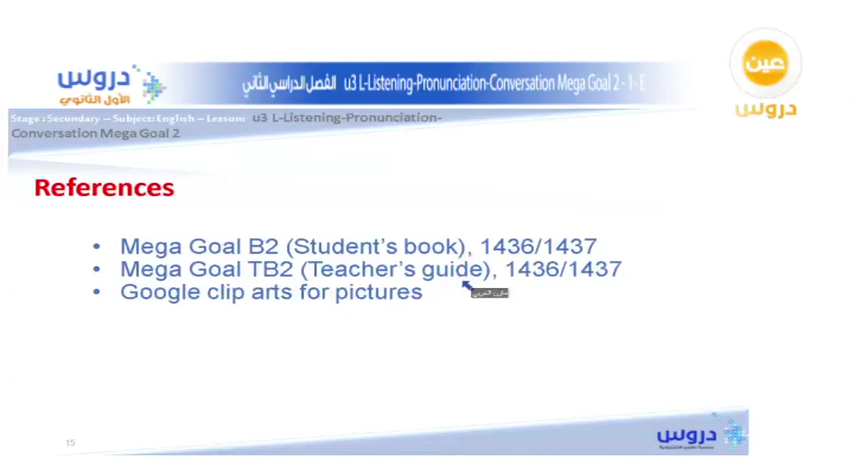 عين
دروس
دروس
الأول الثانوي
u3 L-Listening-Pronunciation-Conversation Mega Goal 2 - 1- E الفصل الدراسي الثاني
Stage : Secondary – Subject: English – Lesson: u3 L-Listening-Pronunciation-
Conversation Mega Goal 2
References
• Mega Goal B2 (Student's book), 1436/1437
• Mega Goal TB2 (Teacher's guide), 1436/1437
• Google clip arts for pictures
15
دروس